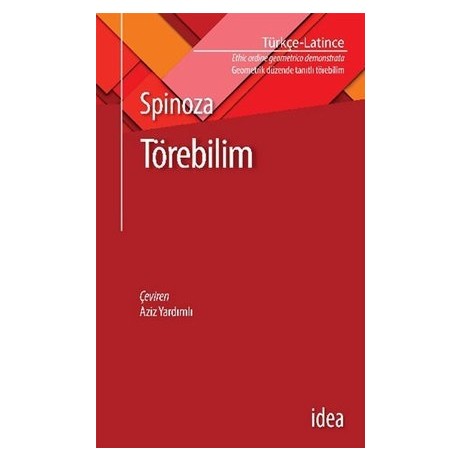 Türkçe-Latince
Ethic ordine geometrico demonstrata
Geometrik düzende tanıtlı törebilim
Spinoza
Törebilim
Çeviren
Aziz Yardımlı
idea